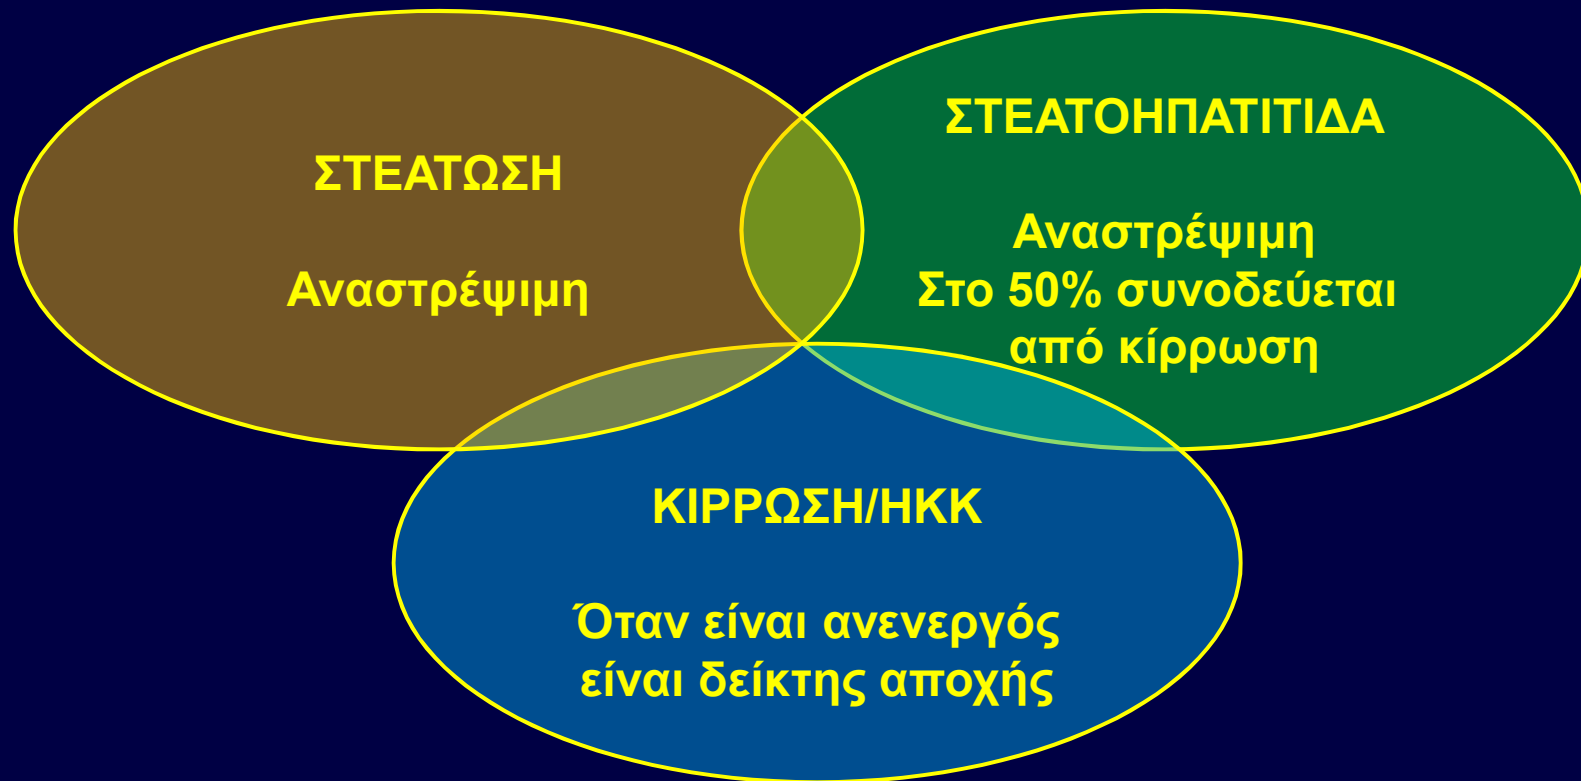 ΣΤΕΑΤΩΣΗ
Αναστρέψιμη
ΣΤΕΑΤΟΗΠΑΤΙΤΙΔΑ
Αναστρέψιμη
Στο 50% συνοδεύεται
από κίρρωση
ΚΙΡΡΩΣΗ/ΗΚΚ
Όταν είναι ανενεργός
είναι δείκτης αποχής